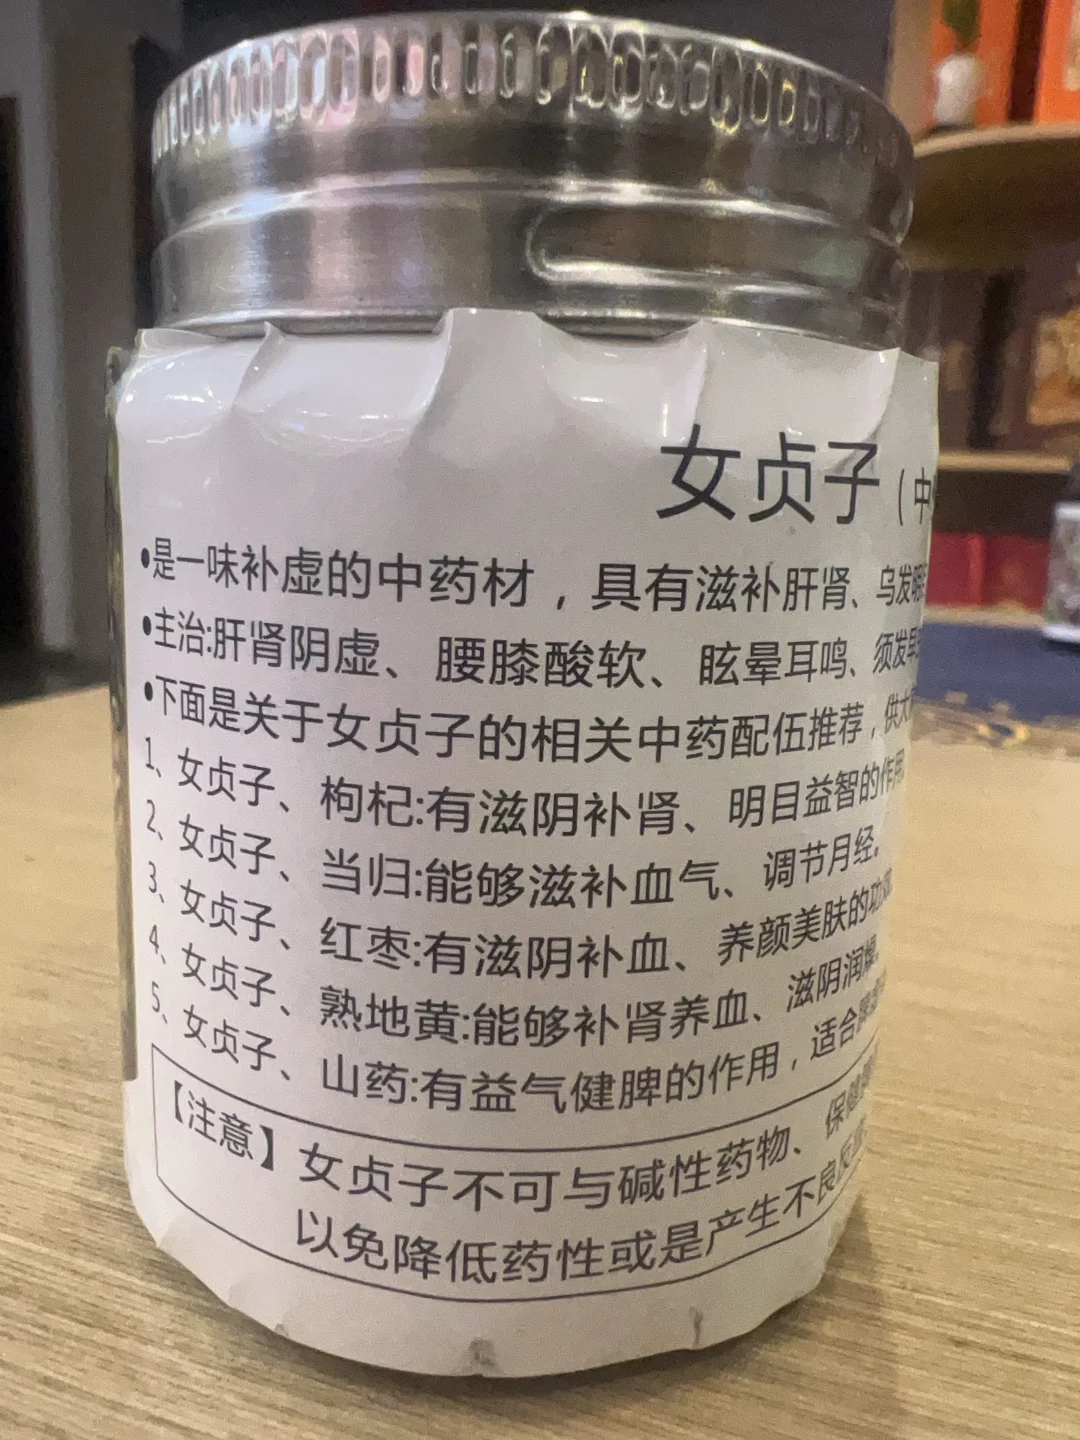 女贞子（中
•是一味补虚的中药材，具有滋补肝肾、乌发明
•主治:肝肾阴虚、腰膝酸软、眩晕耳鸣、须发早
•下面是关于女贞子的相关中药配伍推荐，供大
1、女贞子、枸杞:有滋阴补肾、明目益智的作用
2、女贞子、当归:能够滋补血气、调节月经。
3、女贞子、红枣:有滋阴补血、养颜美肤的功
4、女贞子、熟地黄:能够补肾养血、滋阴润燥。
5、女贞子、山药:有益气健脾的作用，适合脾
【注意】女贞子不可与碱性药物、保健
以免降低药性或是产生不良反